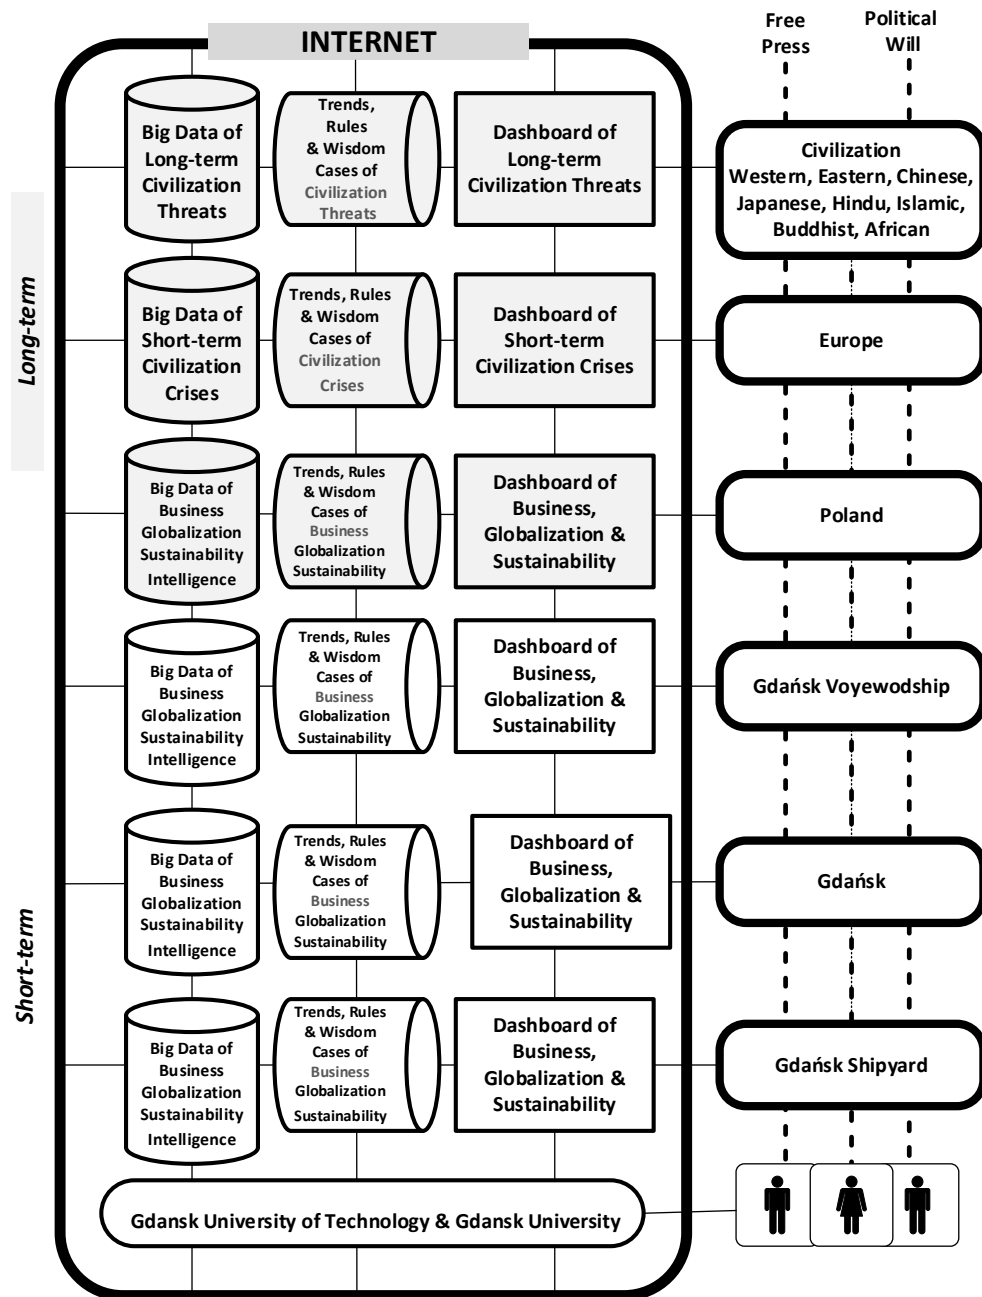 INTERNET
Free
Press
Political
Will
Big Data of
Long-term
Civilization
Threats
Trends,
Rules
& Wisdom
Cases of
Civilization
Threats
Dashboard of
Long-term
Civilization Threats
Civilization
Western, Eastern, Chinese,
Japanese, Hindu, Islamic,
Buddhist, African
Long-term
Big Data of
Short-term
Civilization
Crises
Trends, Rules
& Wisdom
Cases of
Civilization
Crises
Dashboard of
Short-term
Civilization Crises
Europe
Big Data of
Business
Globalization
Sustainability
Intelligence
Trends, Rules
& Wisdom
Cases of
Business
Globalization
Sustainability
Dashboard of
Business,
Globalization &
Sustainability
Poland
Big Data of
Business
Globalization
Sustainability
Intelligence
Trends, Rules
& Wisdom
Cases of
Business
Globalization
Sustainability
Dashboard of
Business,
Globalization &
Sustainability
Gdańsk Voyewodship
Short-term
Big Data of
Business
Globalization
Sustainability
Intelligence
Trends, Rules
& Wisdom
Cases of
Business
Globalization
Sustainability
Dashboard of
Business,
Globalization &
Sustainability
Gdańsk
Big Data of
Business
Globalization
Sustainability
Intelligence
Trends, Rules
& Wisdom
Cases of
Business
Globalization
Sustainability
Dashboard of
Business,
Globalization &
Sustainability
Gdańsk Shipyard
Gdansk University of Technology & Gdansk University